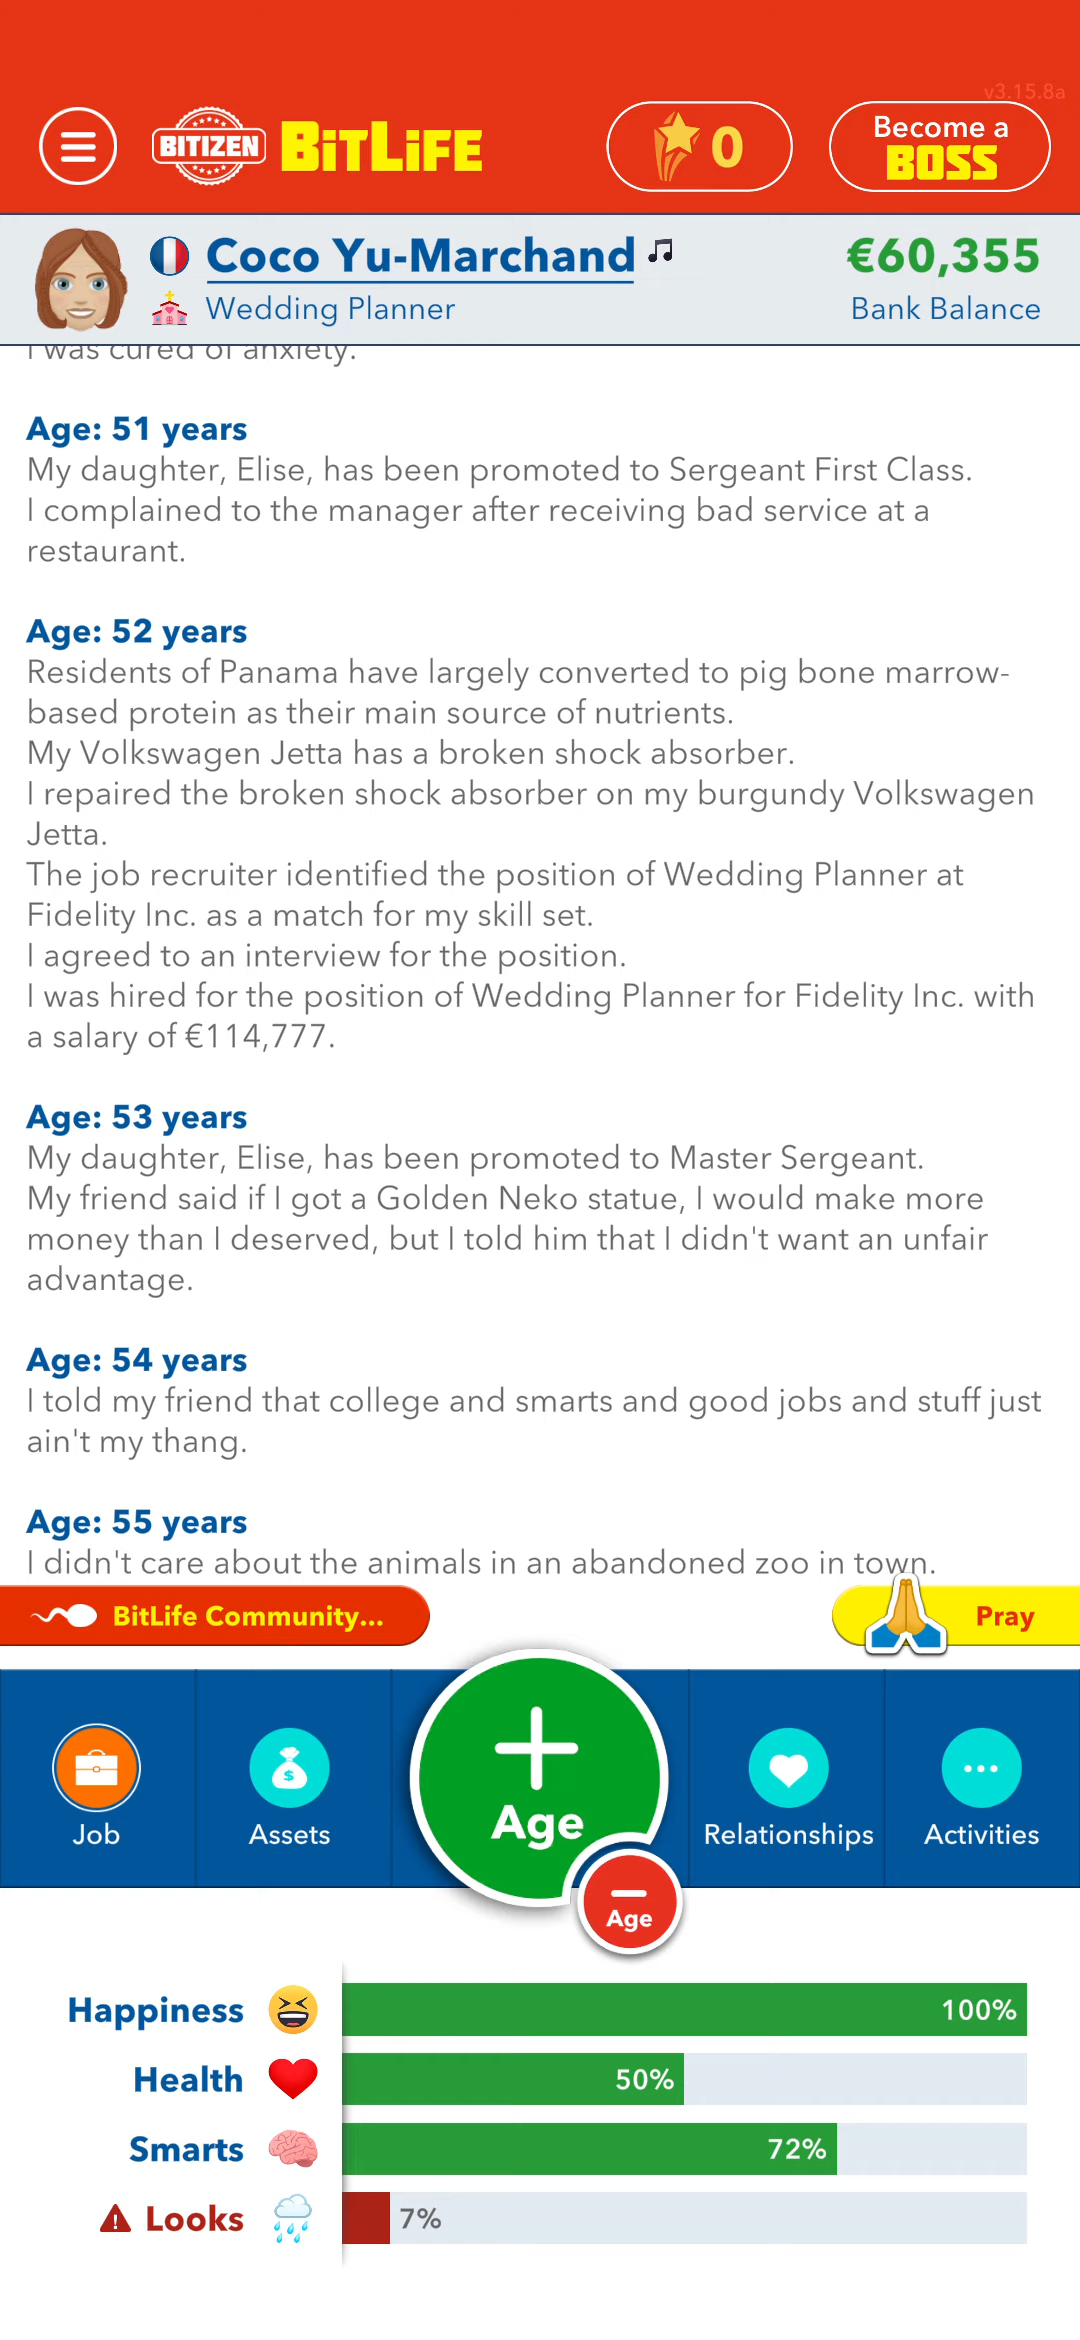 v3.15.8a
BITIZEN
BITLIFE
0
Become a
BOSS
Coco Yu-Marchand
€60,355
Wedding Planner
Bank Balance
I was cured of anxiety.
Age: 51 years
My daughter, Elise, has been promoted to Sergeant First Class.
I complained to the manager after receiving bad service at a
restaurant.
Age: 52 years
Residents of Panama have largely converted to pig bone marrow-
based protein as their main source of nutrients.
My Volkswagen Jetta has a broken shock absorber.
I repaired the broken shock absorber on my burgundy Volkswagen
Jetta.
The job recruiter identified the position of Wedding Planner at
Fidelity Inc. as a match for my skill set.
I agreed to an interview for the position.
I was hired for the position of Wedding Planner for Fidelity Inc. with
a salary of €114,777.
Age: 53 years
My daughter, Elise, has been promoted to Master Sergeant.
My friend said if I got a Golden Neko statue, I would make more
money than I deserved, but I told him that I didn't want an unfair
advantage.
Age: 54 years
I told my friend that college and smarts and good jobs and stuff just
ain't my thang.
Age: 55 years
I didn't care about the animals in an abandoned zoo in town.
BitLife Community...
Pray
Job
Assets
Age
Relationships
Activities
Age
Happiness
100%
Health
50%
Smarts
72%
Looks
7%